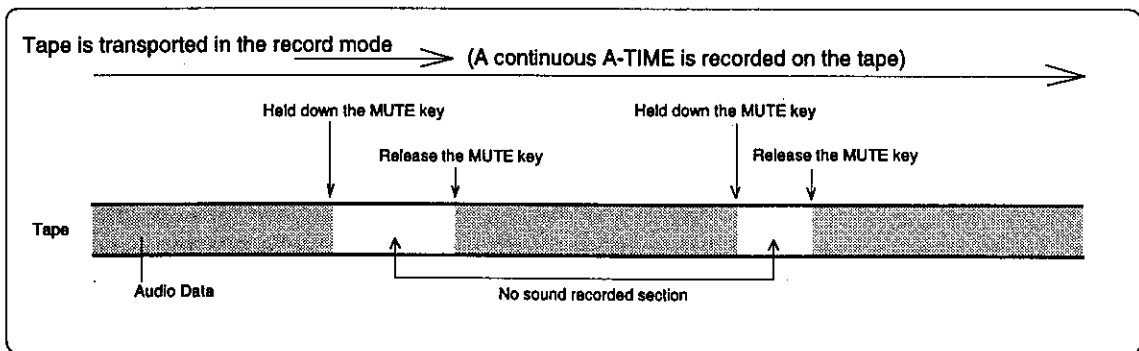 Tape is transported in the record mode
(A continuous A-TIME is recorded on the tape)
Held down the MUTE key
Held down the MUTE key
Release the MUTE key
Release the MUTE key
Tape
Audio Data
No sound recorded section